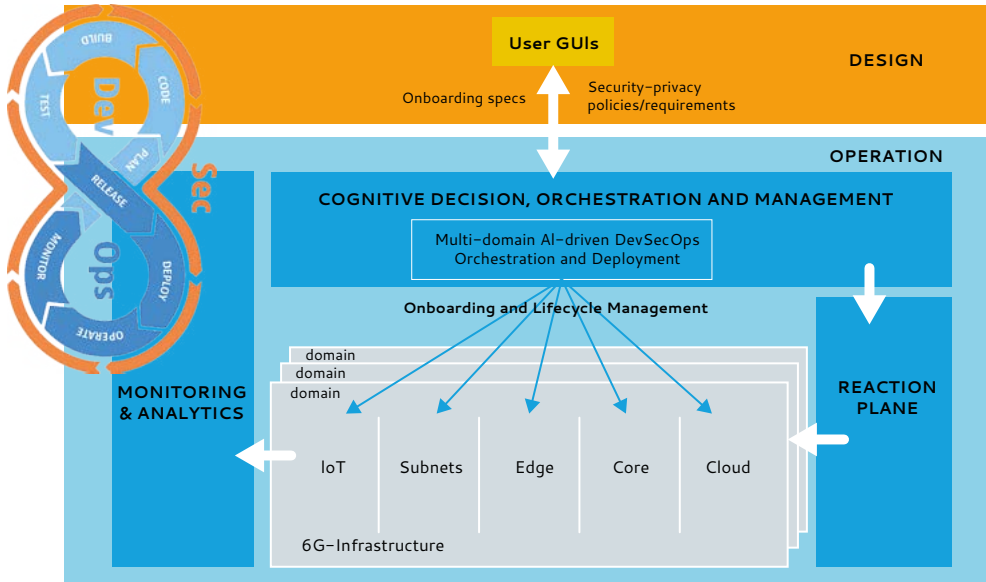 User GUIs
DESIGN
Onboarding specs
Security-privacy
policies/requirements
BUILD
CODE
TEST
Dev
PLAN
Sec
RELEASE
MONITOR
Ops
DEPLOY
OPERATE
OPERATION
COGNITIVE DECISION, ORCHESTRATION AND MANAGEMENT
Multi-domain AI-driven DevSecOps
Orchestration and Deployment
Onboarding and Lifecycle Management
domain
domain
domain
MONITORING
& ANALYTICS
REACTION
PLANE
IoT
Subnets
Edge
Core
Cloud
6G-Infrastructure